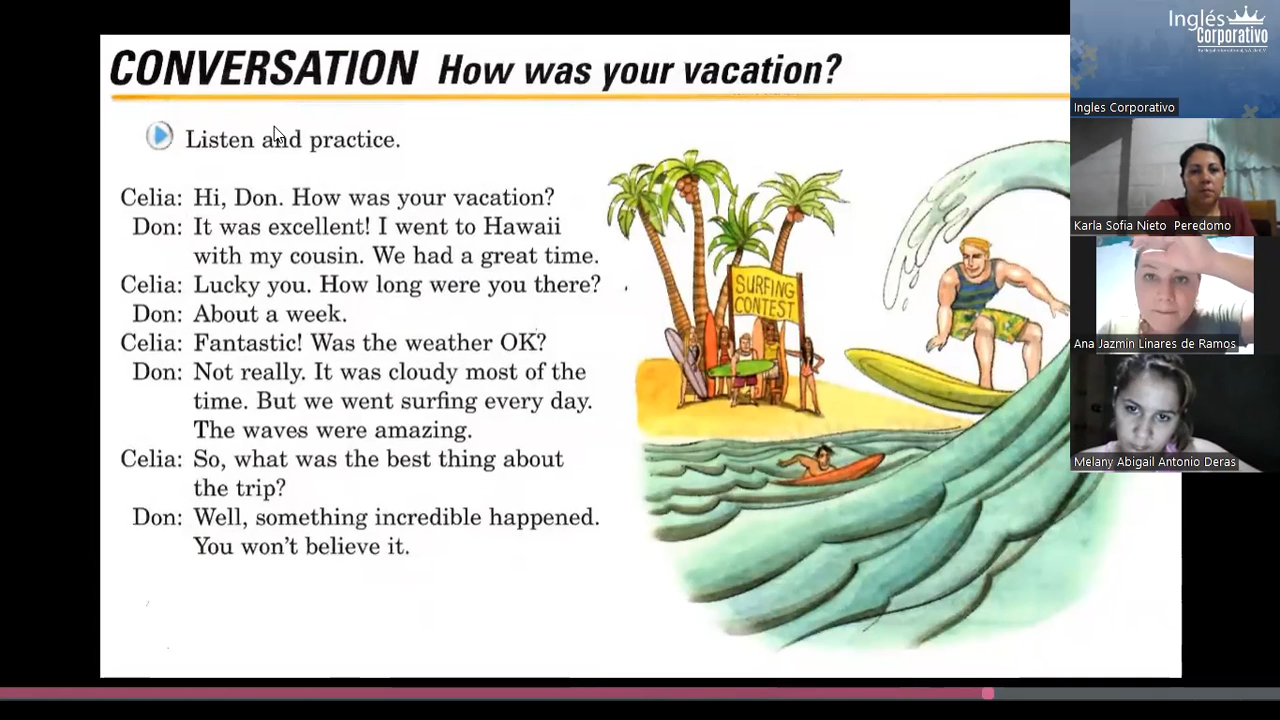 CONVERSATION How was your vacation?
Listen and practice.
Celia: Hi, Don. How was your vacation?
Don: It was excellent! I went to Hawaii
with my cousin. We had a great time.
Celia: Lucky you. How long were you there?
Don: About a week.
Celia: Fantastic! Was the weather OK?
Don: Not really. It was cloudy most of the
time. But we went surfing every day.
The waves were amazing.
Celia: So, what was the best thing about
the trip?
Don: Well, something incredible happened.
You won't believe it.
SURFING
CONTEST
Inglés
Corporativo
Ingles Corporativo
Karla Sofia Nieto Peredomo
Ana Jazmin Linares de Ramos
Melany Abigail Antonio Deras